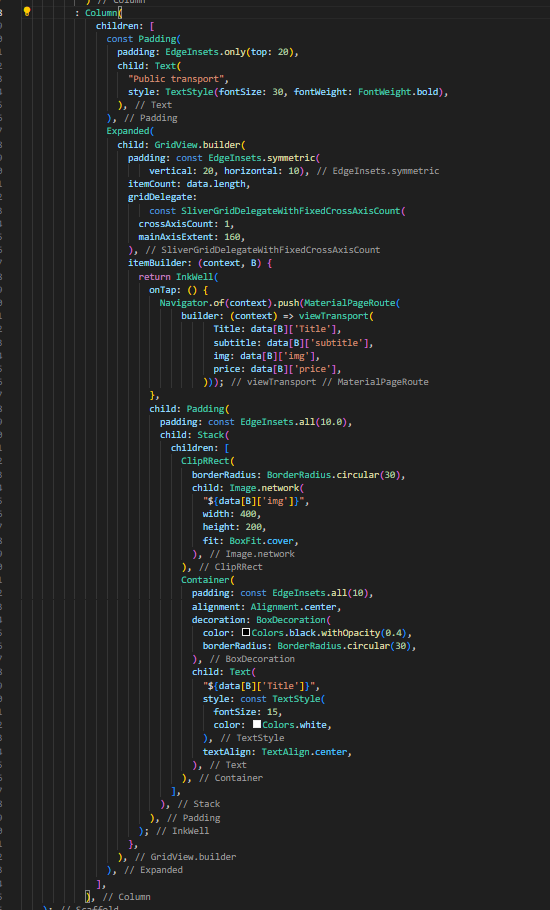 ) // Column
: Column(
children: [
const Padding(
padding: EdgeInsets.only(top: 20),
child: Text(
"Public transport",
style: TextStyle(fontSize: 30, fontWeight: FontWeight.bold),
), // Text
), // Padding
Expanded(
child: GridView.builder(
padding: const EdgeInsets.symmetric(
vertical: 20, horizontal: 10), // EdgeInsets.symmetric
itemCount: data.length,
gridDelegate:
const SliverGridDelegateWithFixedCrossAxisCount(
crossAxisCount: 1,
mainAxisExtent: 160,
), // SliverGridDelegateWithFixedCrossAxisCount
itemBuilder: (context, B) {
return InkWell(
onTap: () {
Navigator.of(context).push(MaterialPageRoute(
builder: (context) => viewTransport(
Title: data[B]['Title'],
subtitle: data[B]['subtitle'],
img: data[B]['img'],
price: data[B]['price'],
))); // viewTransport // MaterialPageRoute
},
child: Padding(
padding: const EdgeInsets.all(10.0),
child: Stack(
children: [
ClipRRect(
borderRadius: BorderRadius.circular(30),
child: Image.network(
"${data[B]['img']}",
width: 400,
height: 200,
fit: BoxFit.cover,
), // Image.network
), // ClipRRect
Container(
padding: const EdgeInsets.all(10),
alignment: Alignment.center,
decoration: BoxDecoration(
color: Colors.black.withOpacity(0.4),
borderRadius: BorderRadius.circular(30),
), // BoxDecoration
child: Text(
"${data[B]['Title']}",
style: const TextStyle(
fontSize: 15,
color: Colors.white,
), // TextStyle
textAlign: TextAlign.center,
), // Text
), // Container
],
), // Stack
), // Padding
); // InkWell
},
), // GridView.builder
), // Expanded
],
), // Column
); // Scaffold